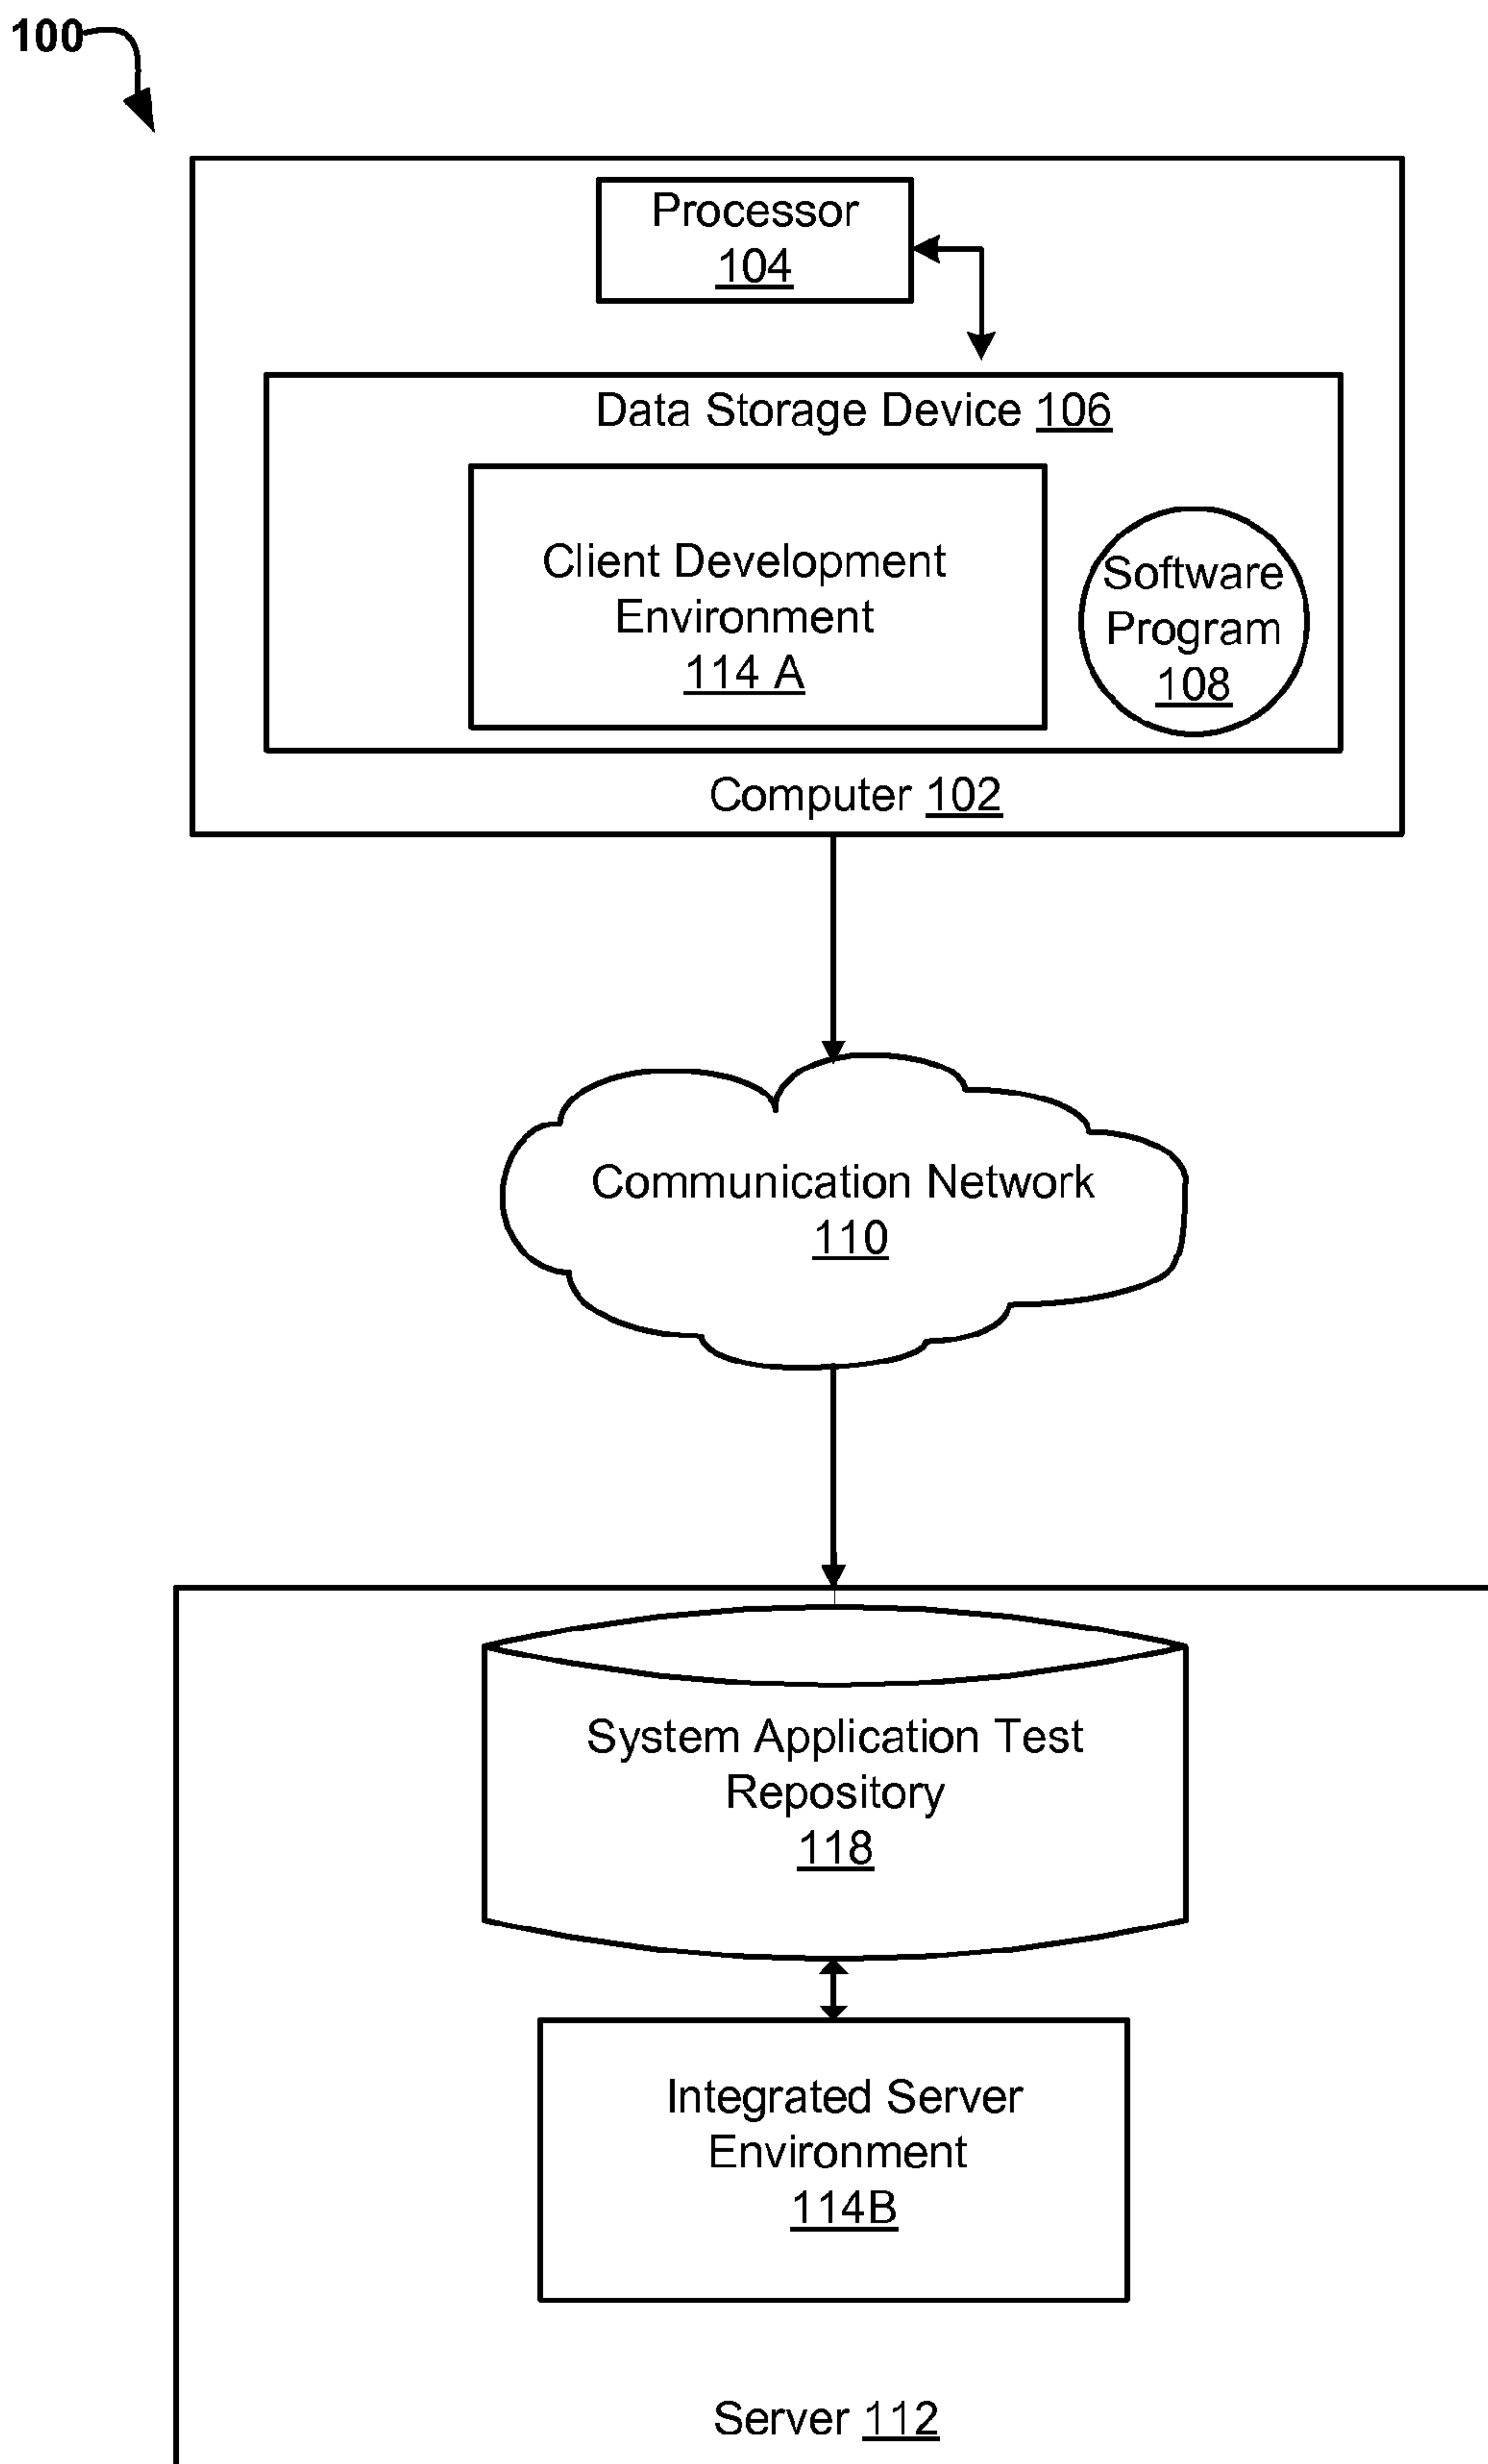 100
Processor
104
Data Storage Device 106
Client Development
Environment
114 A
Software
Program
108
Computer 102
Communication Network
110
System Application Test
Repository
118
Integrated Server
Environment
114B
Server 112